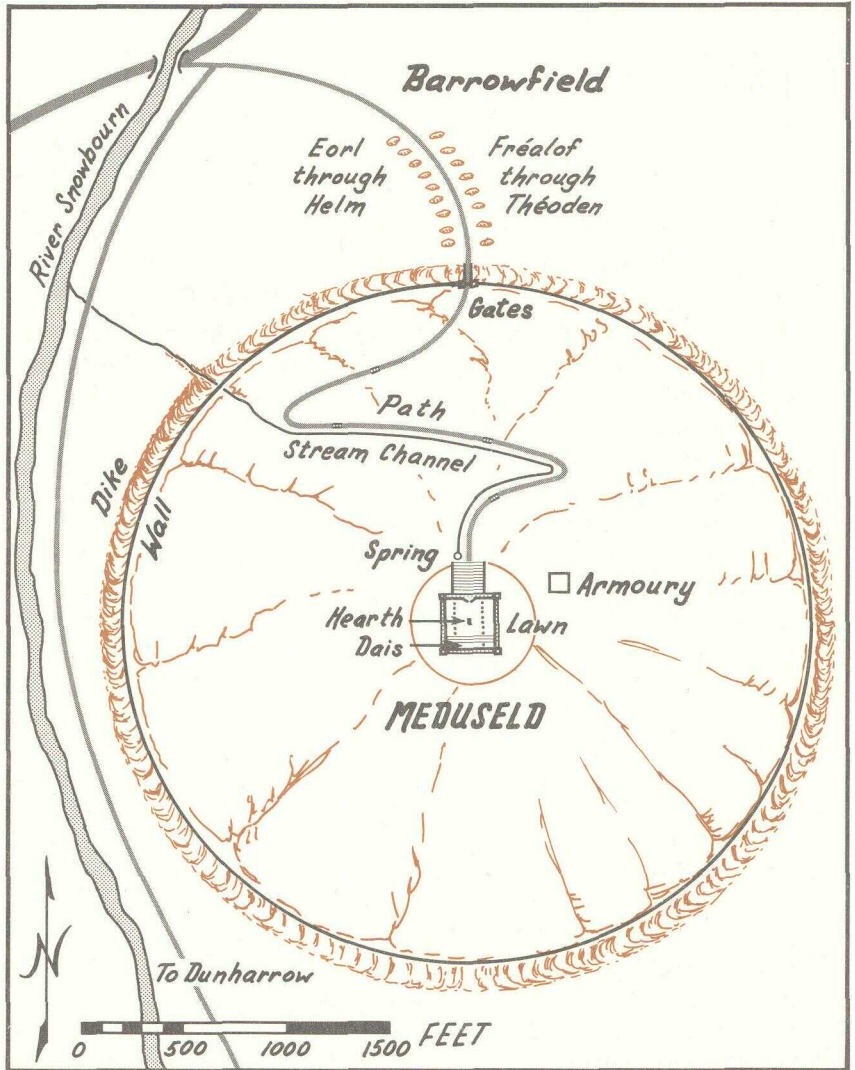 Barrowfield
Eorl
through
Helm
Fréalof
through
Théoden
River Snowbourn
Gates
Path
Stream Channel
Dike
Wall
Spring
Armoury
Hearth
Lawn
Dais
MEDUSELD
N
To Dunharrow
0 500 1000 1500 FEET